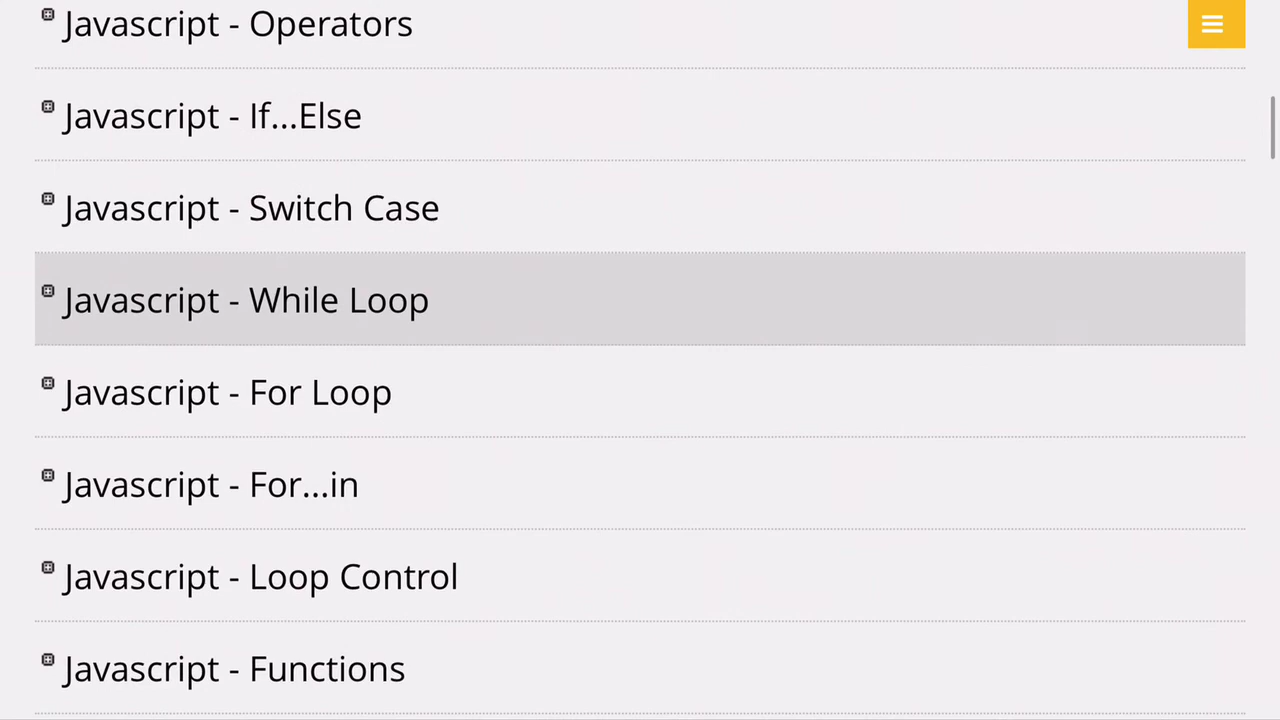 Javascript - Operators
Javascript - If...Else
Javascript - Switch Case
Javascript - While Loop
Javascript - For Loop
Javascript - For...in
Javascript - Loop Control
Javascript - Functions